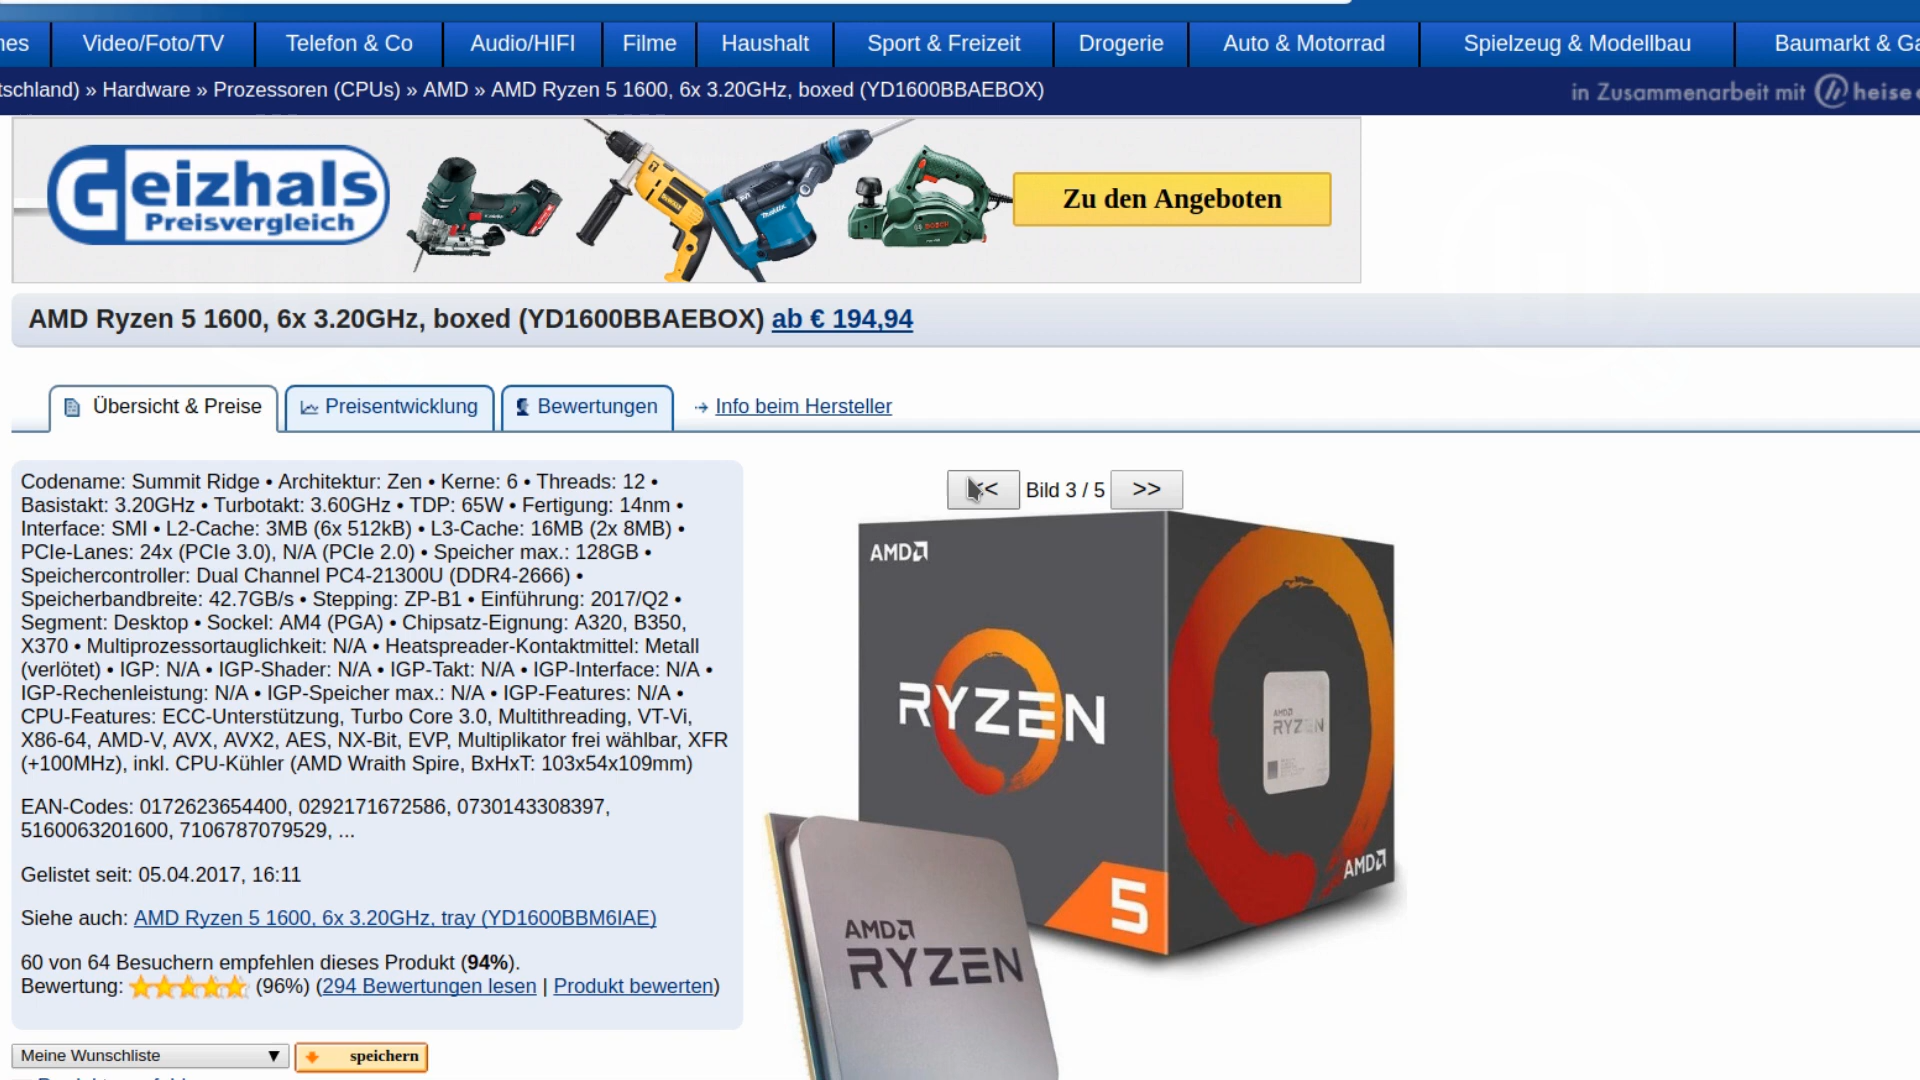 Video/Foto/TV Telefon & Co Audio/HIFI Filme Haushalt Sport & Freizeit Drogerie Auto & Motorrad Spielzeug & Modellbau Baumarkt &
» Hardware » Prozessoren (CPUs) » AMD » AMD Ryzen 5 1600, 6x 3.20GHz, boxed (YD1600BBAEBOX)
in Zusammenarbeit mit heise
Geizhals
Preisvergleich
Zu den Angeboten
AMD Ryzen 5 1600, 6x 3.20GHz, boxed (YD1600BBAEBOX) ab € 194,94
Übersicht & Preise Preisentwicklung Bewertungen Info beim Hersteller
Codename: Summit Ridge • Architektur: Zen • Kerne: 6 • Threads: 12 •
Basistakt: 3.20GHz • Turbotakt: 3.60GHz • TDP: 65W • Fertigung: 14nm •
Interface: SMI • L2-Cache: 3MB (6x 512kB) • L3-Cache: 16MB (2x 8MB) •
PCIe-Lanes: 24x (PCIe 3.0), N/A (PCIe 2.0) • Speicher max.: 128GB •
Speichercontroller: Dual Channel PC4-21300U (DDR4-2666) •
Speicherbandbreite: 42.7GB/s • Stepping: ZP-B1 • Einführung: 2017/Q2 •
Segment: Desktop • Sockel: AM4 (PGA) • Chipsatz-Eignung: A320, B350,
X370 • Multiprozessortauglichkeit: N/A • Heatspreader-Kontaktmittel: Metall
(verlötet) • IGP: N/A • IGP-Shader: N/A • IGP-Takt: N/A • IGP-Interface: N/A •
IGP-Rechenleistung: N/A • IGP-Speicher max.: N/A • IGP-Features: N/A •
CPU-Features: ECC-Unterstützung, Turbo Core 3.0, Multithreading, VT-Vi,
X86-64, AMD-V, AVX, AVX2, AES, NX-Bit, EVP, Multiplikator frei wählbar, XFR
(+100MHz), inkl. CPU-Kühler (AMD Wraith Spire, BxHxT: 103x54x109mm)
EAN-Codes: 0172623654400, 0292171672586, 0730143308397,
5160063201600, 7106787079529, ...
Gelistet seit: 05.04.2017, 16:11
Siehe auch: AMD Ryzen 5 1600, 6x 3.20GHz, tray (YD1600BBM6IAE)
60 von 64 Besuchern empfehlen dieses Produkt (94%).
Bewertung: (96%) (294 Bewertungen lesen | Produkt bewerten)
Meine Wunschliste speichern
Bild 3 / 5 >>
AMD
RYZEN
5
AMD
RYZEN
AMD
AMD
RYZEN